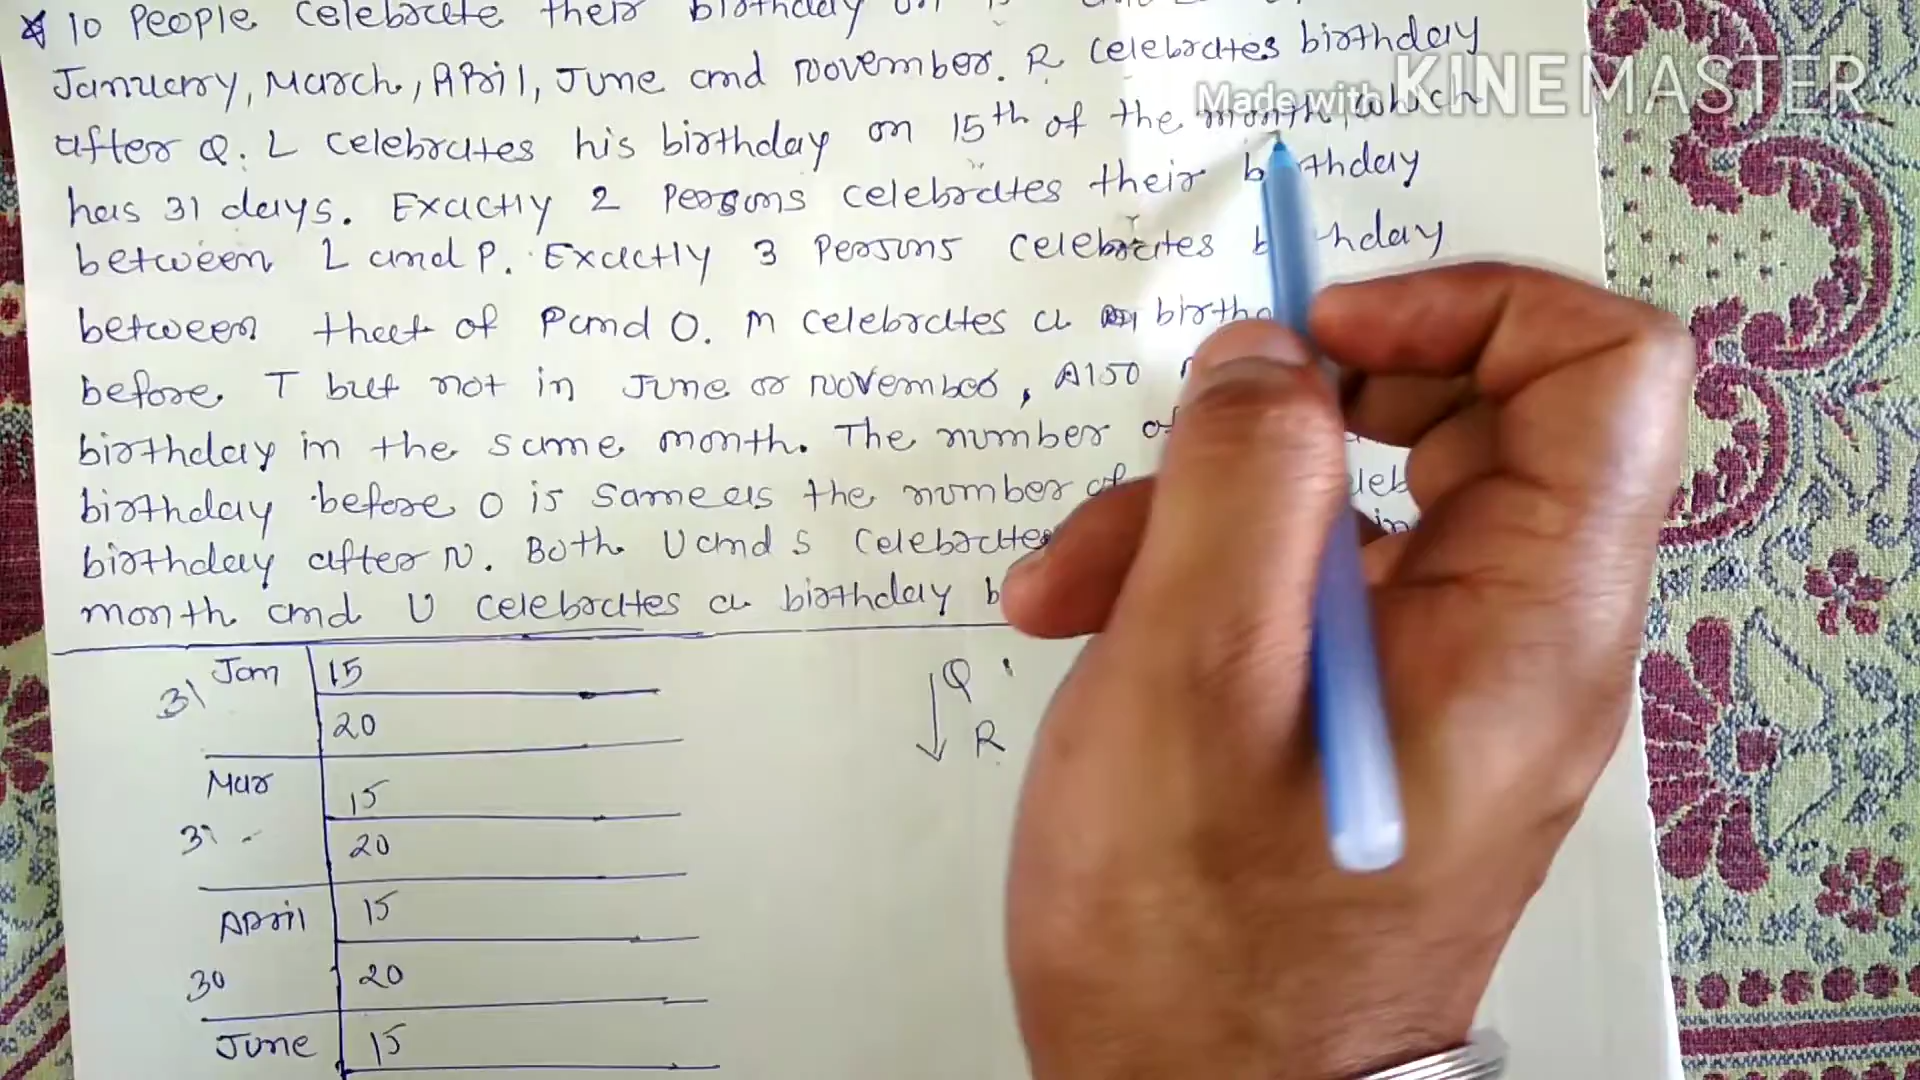 10 People celebrate their birthday
January, March, April, June and November. R celebrates birthday
after Q. L celebrates his birthday on 15th of the month, which
has 31 days. Exactly 2 Persons celebrates their birthday
between L and P. Exactly 3 Persons celebrates birthday
between that of P and O. M celebrates a birth
before T but not in June or November, Also
birthday in the same month. The number of
birthday before O is same as the number of
birthday after N. Both U and S celebrates in
month and U celebrates a birthday b
Jan 15
31
20
Mar 15
31
20
April 15
30 20
June 15
Q
R
Made with KINEMASTER